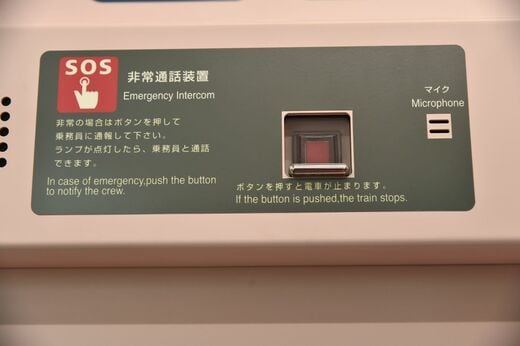 SOS
非常通話装置
Emergency Intercom
非常の場合はボタンを押して
乗務員に通報して下さい。
ランプが点灯したら、乗務員と通話
できます。
In case of emergency,push the button
to notify the crew.
ボタンを押すと電車が止まります。
If the button is pushed,the train stops.
マイク
Microphone